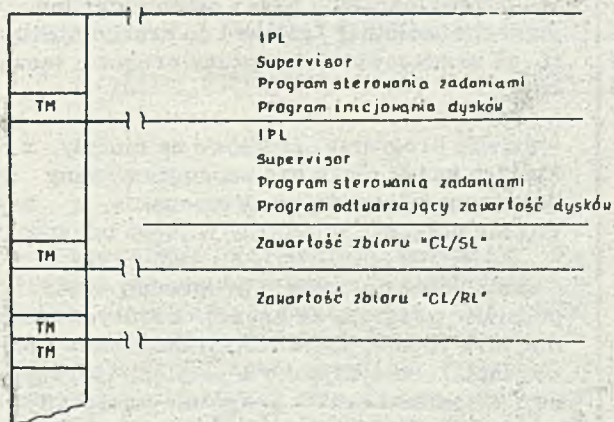 IPL
Supervisor
Program sterowania zadaniami
TM Program inicjowania dysków
IPL
Supervisor
Program sterowania zadaniami
Program odtwarzający zawartość dysków
Zawartość zbioru "CL/SL"
TM
Zawartość zbioru "CL/RL"
TM
TM